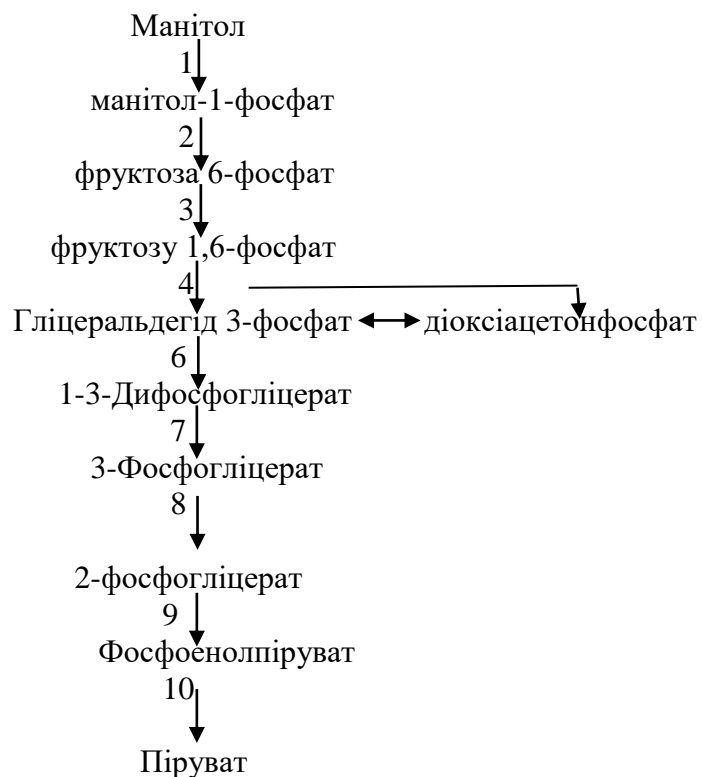 Манітол
1
манітол-1-фосфат
2
фруктоза 6-фосфат
3
фруктозу 1,6-фосфат
4
Гліцеральдегід 3-фосфат діоксіацетонфосфат
6
1-3-Дифосфогліцерат
7
3-Фосфогліцерат
8
2-фосфогліцерат
9
Фосфоенолпіруват
10
Піруват